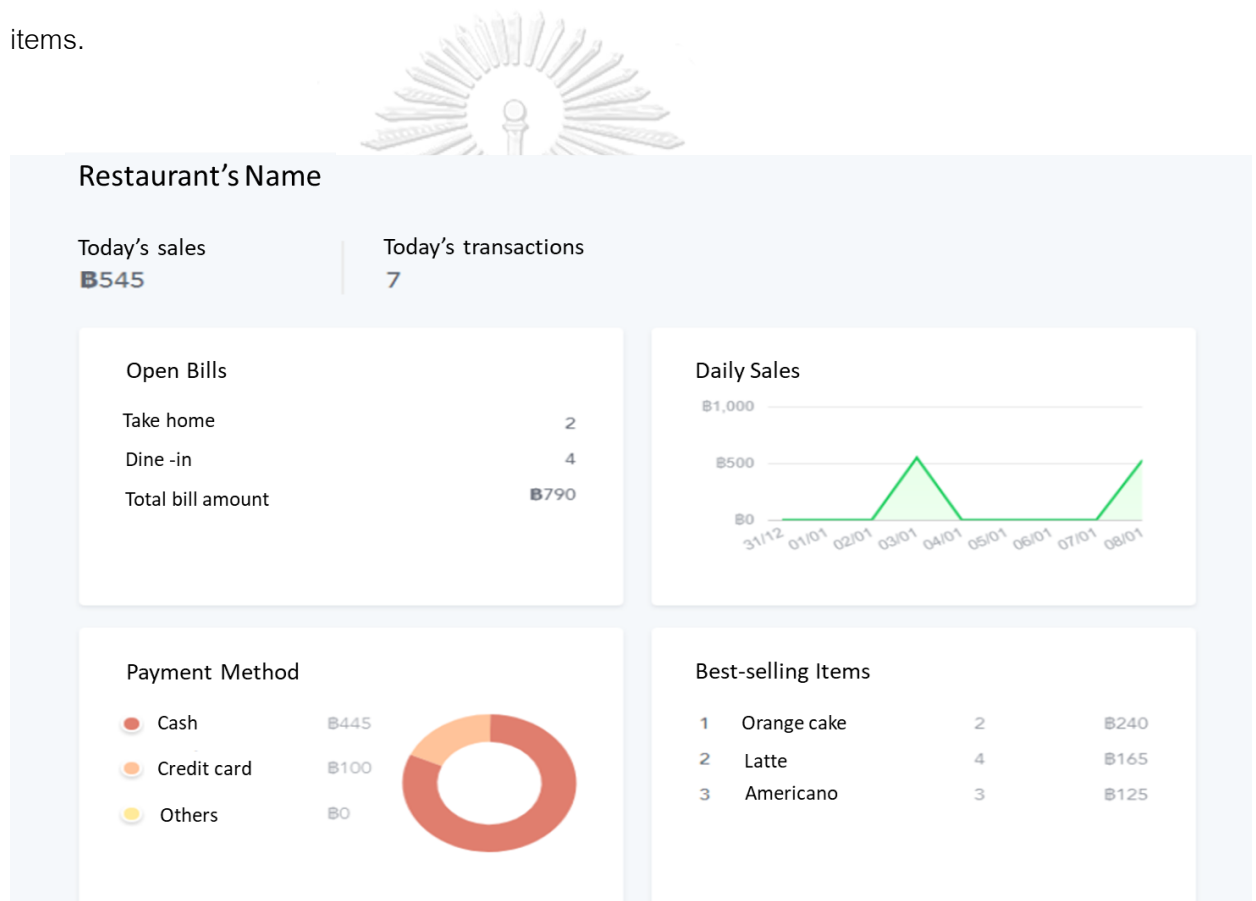 items.
Restaurant's Name
Today's sales
฿545
Today's transactions
7
Open Bills
Take home 2
Dine -in 4
Total bill amount ฿790
Daily Sales
฿1,000
฿500
฿0
31/12 01/01 02/01 03/01 04/01 05/01 06/01 07/01 08/01
Payment Method
Cash ฿445
Credit card ฿100
Others ฿0
Best-selling Items
1 Orange cake 2 ฿240
2 Latte 4 ฿165
3 Americano 3 ฿125